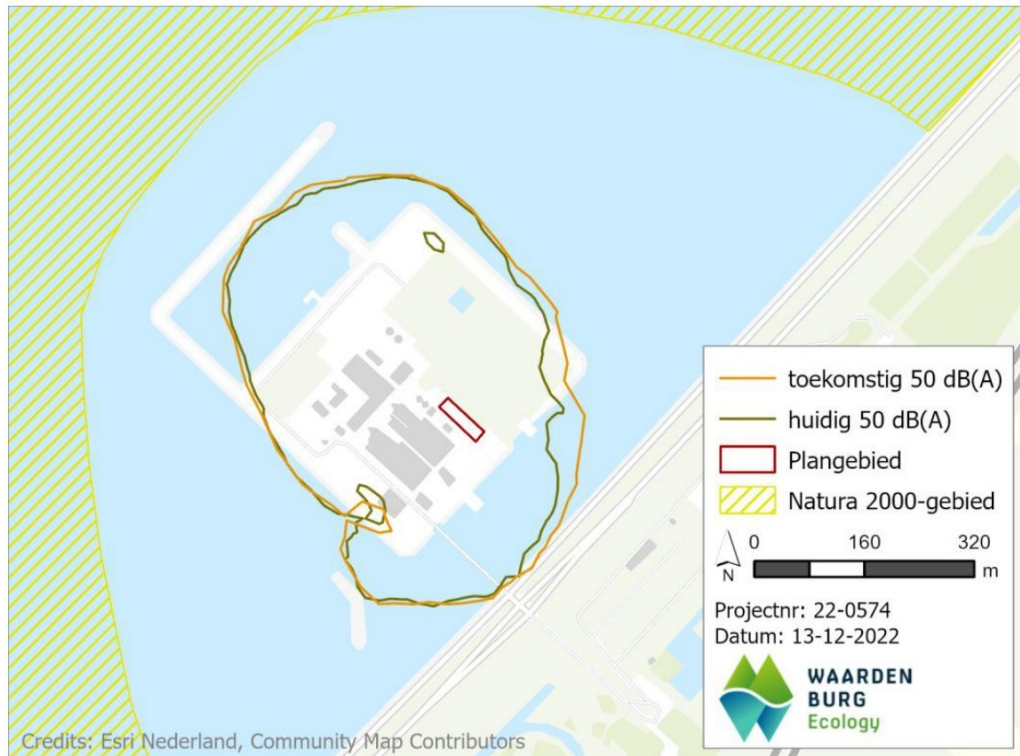 toekomstig 50 dB(A)
huidig 50 dB(A)
Plangebied
Natura 2000-gebied
0 160 320
m
N
Projectnr: 22-0574
Datum: 13-12-2022
WAARDEN
BURG
Ecology
Credits: Esri Nederland, Community Map Contributors